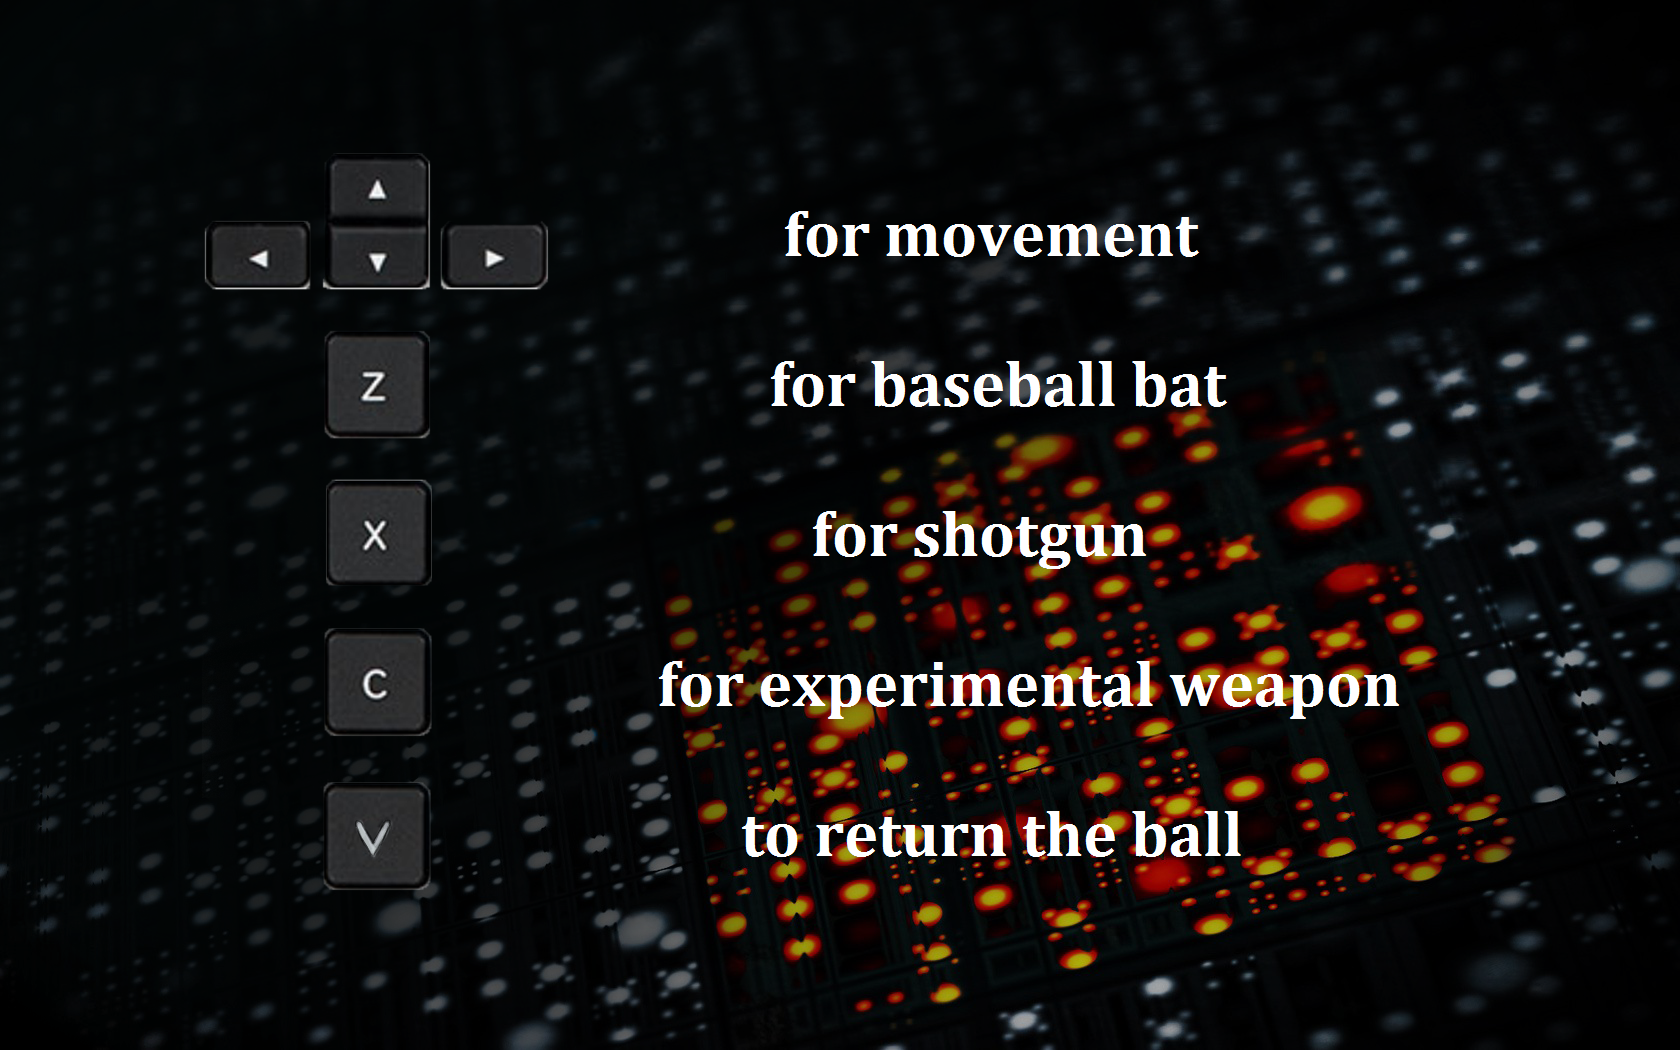 ▲
◄ ▼ ► for movement
Z for baseball bat
X for shotgun
C for experimental weapon
V to return the ball